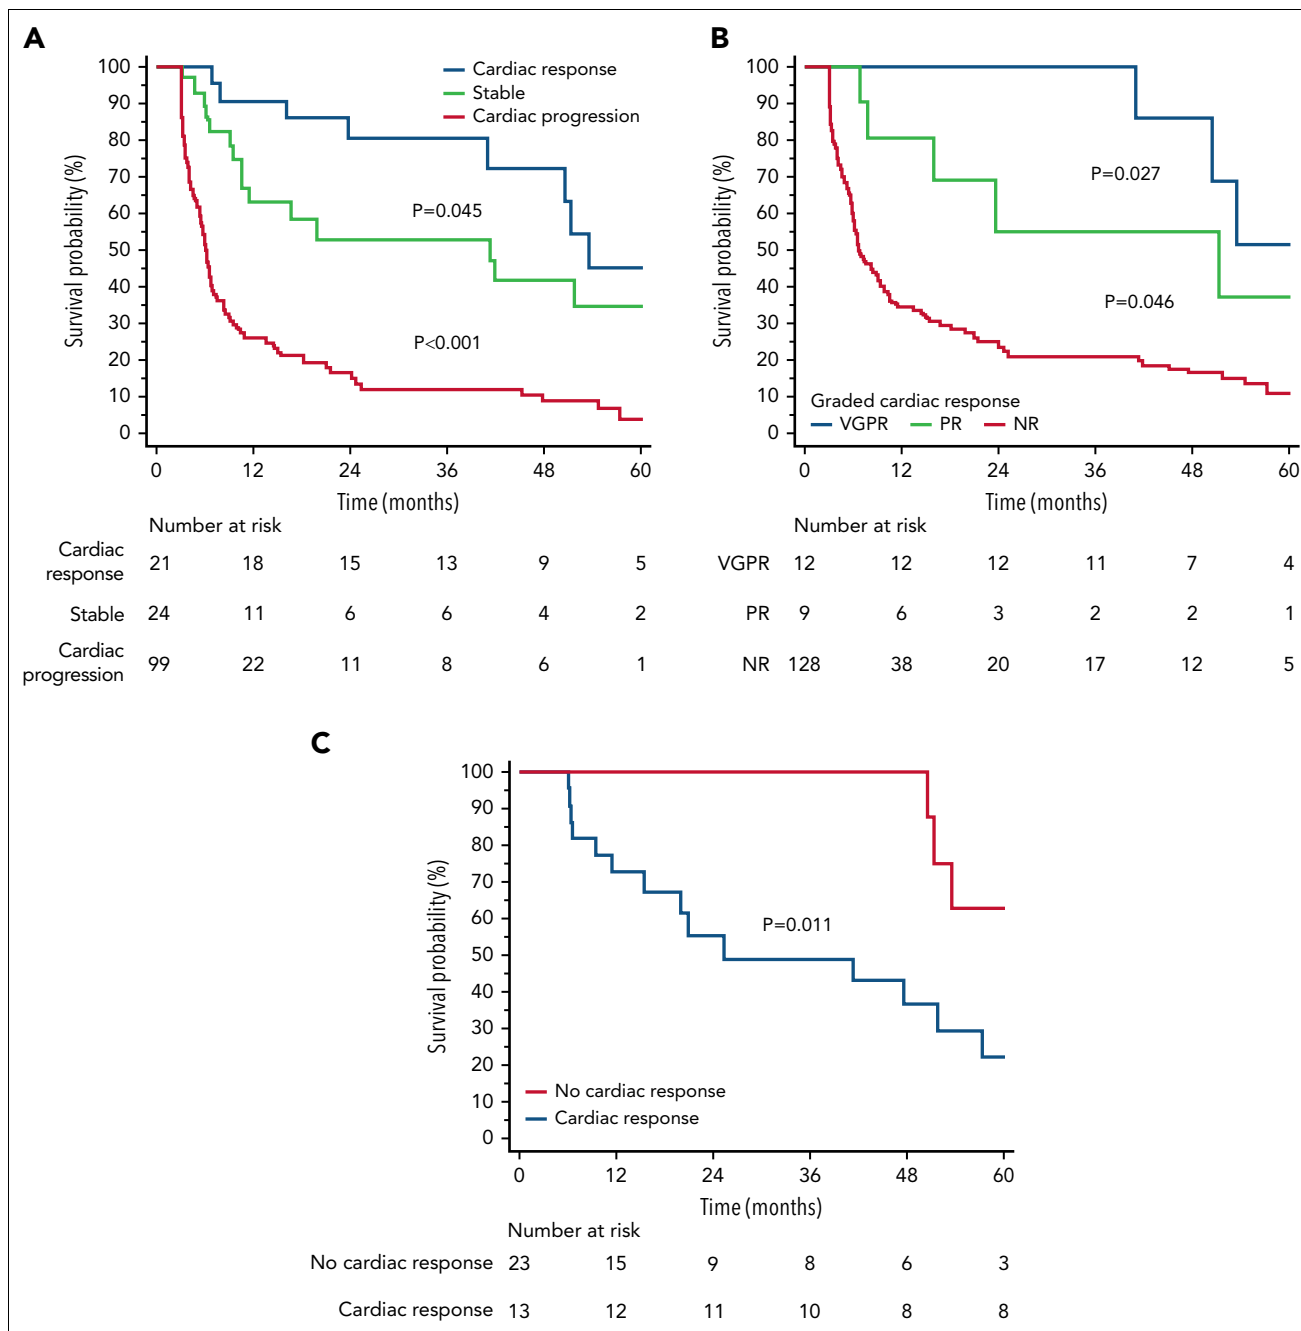 A
Survival probability (%)
100
90
80
70
60
50
40
30
20
10
0
Cardiac response
Stable
Cardiac progression
P=0.045
P<0.001
0 12 24 36 48 60
Time (months)
Number at risk
Cardiac
response 21 18 15 13 9 5
Stable 24 11 6 6 4 2
Cardiac
progression 99 22 11 8 6 1
B
Survival probability (%)
100
90
80
70
60
50
40
30
20
10
0
P=0.027
P=0.046
Graded cardiac response
VGPR PR NR
0 12 24 36 48 60
Time (months)
Number at risk
VGPR 12 12 12 11 7 4
PR 9 6 3 2 2 1
NR 128 38 20 17 12 5
C
Survival probability (%)
100
90
80
70
60
50
40
30
20
10
0
P=0.011
No cardiac response
Cardiac response
0 12 24 36 48 60
Time (months)
Number at risk
No cardiac response 23 15 9 8 6 3
Cardiac response 13 12 11 10 8 8